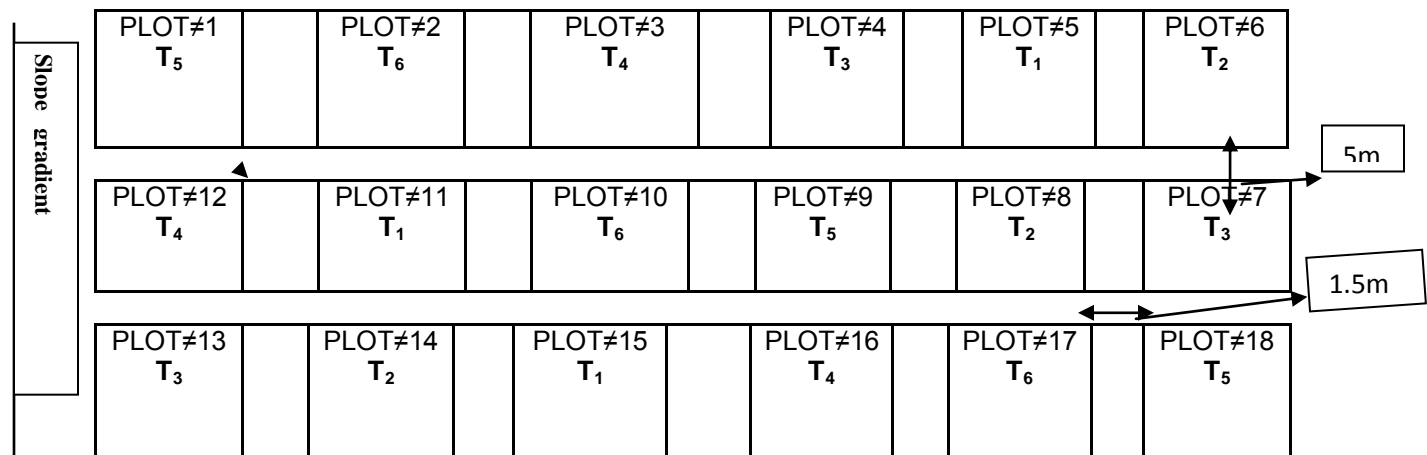 Slope gradient
PLOT≠1
T₅
PLOT≠2
T₆
PLOT≠3
T₄
PLOT≠4
T₃
PLOT≠5
T₁
PLOT≠6
T₂
5m
PLOT≠12
T₄
PLOT≠11
T₁
PLOT≠10
T₆
PLOT≠9
T₅
PLOT≠8
T₂
PLOT≠7
T₃
1.5m
PLOT≠13
T₃
PLOT≠14
T₂
PLOT≠15
T₁
PLOT≠16
T₄
PLOT≠17
T₆
PLOT≠18
T₅